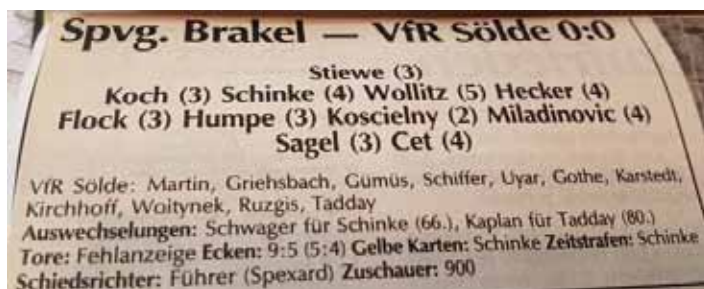 Spvg. Brakel — VfR Sölde 0:0
Stiewe (3)
Koch (3) Schinke (4) Wollitz (5) Hecker (4)
Flock (3) Humpe (3) Koscielny (2) Miladinovic (4)
Sagel (3) Cet (4)
VfR Sölde: Martin, Griehsbach, Gümüs, Schiffer, Uyar, Gothe, Karstedt,
Kirchhoff, Woitynek, Ruzgis, Tadday
Auswechselungen: Schwager für Schinke (66.), Kaplan für Tadday (80.)
Tore: Fehlanzeige Ecken: 9:5 (5:4) Gelbe Karten: Schinke Zeitstrafen: Schinke
Schiedsrichter: Führer (Spexard) Zuschauer: 900